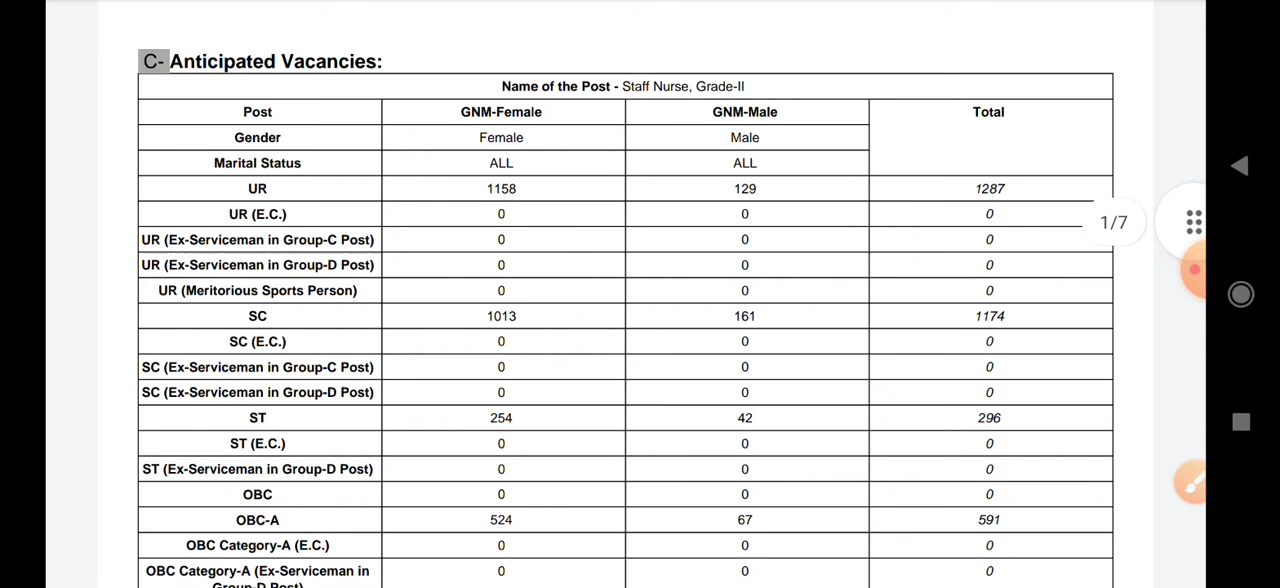 C- Anticipated Vacancies:
Name of the Post - Staff Nurse, Grade-II
Post GNM-Female GNM-Male Total
Gender Female Male
Marital Status ALL ALL
UR 1158 129 1287
UR (E.C.) 0 0 0
UR (Ex-Serviceman in Group-C Post) 0 0 0
UR (Ex-Serviceman in Group-D Post) 0 0 0
UR (Meritorious Sports Person) 0 0 0
SC 1013 161 1174
SC (E.C.) 0 0 0
SC (Ex-Serviceman in Group-C Post) 0 0 0
SC (Ex-Serviceman in Group-D Post) 0 0 0
ST 254 42 296
ST (E.C.) 0 0 0
ST (Ex-Serviceman in Group-D Post) 0 0 0
OBC 0 0 0
OBC-A 524 67 591
OBC Category-A (E.C.) 0 0 0
OBC Category-A (Ex-Serviceman in 0 0 0
Group-D Post)
1/7